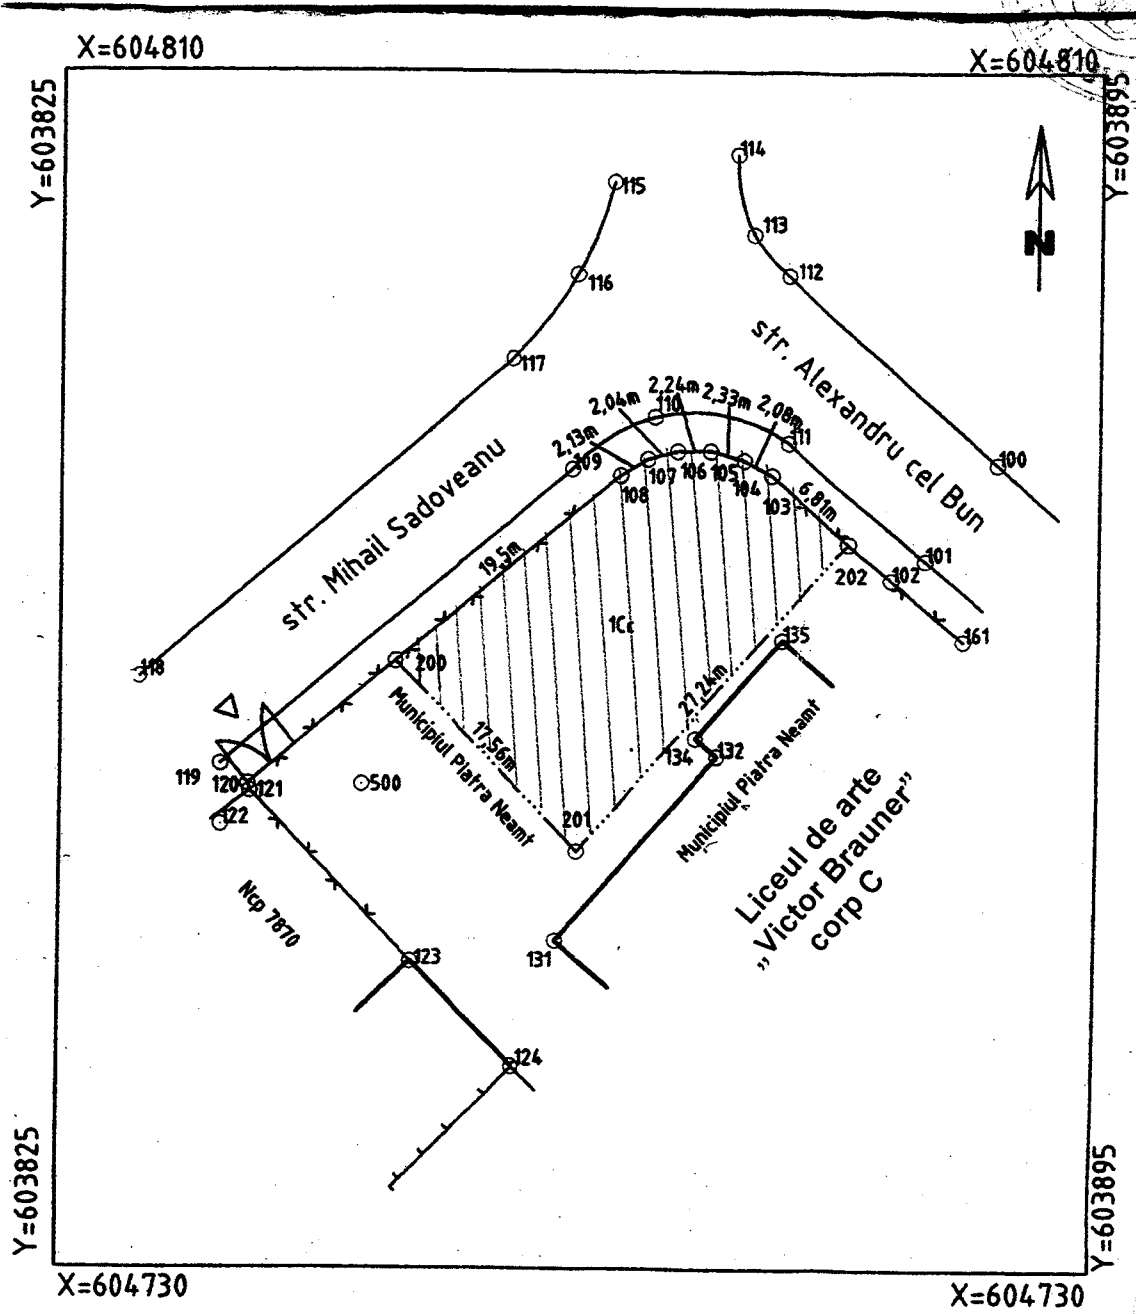 X=604810
X=604810
Y=603825
Y=603895
N
114
115
113
112
116
117
str. Alexandru cel Bun
2,24m
2,33m
2,04m
110
2,08m
111
2,13m
109
107
106
105
104
108
103
100
6,81m
str. Mihail Sadoveanu
19,5m
101
202
102
161
135
200
118
27,24m
Municipiul Piatra Neamt
17,56m
134
132
Municipiul Piatra Neamt
119
120
121
500
122
201
Liceul de arte
„Victor Brauner”
corp C
Ncp 7870
131
123
124
Y=603825
Y=603895
X=604730
X=604730